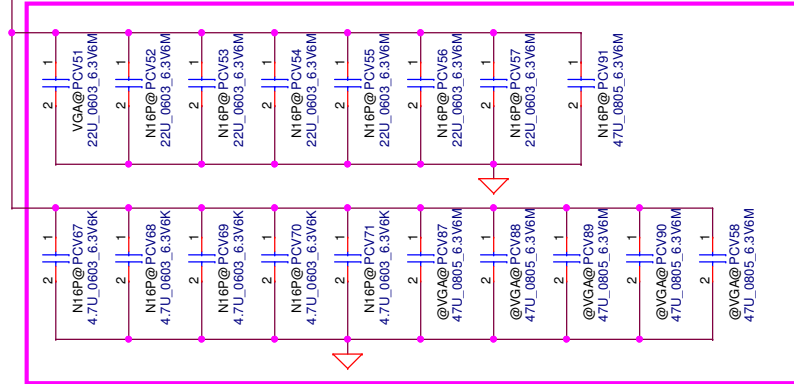 1
2
VGA@PCV51
22U_0603_6.3V6M
1
2
N16P@PCV52
22U_0603_6.3V6M
1
2
N16P@PCV53
22U_0603_6.3V6M
1
2
N16P@PCV54
22U_0603_6.3V6M
1
2
N16P@PCV55
22U_0603_6.3V6M
1
2
N16P@PCV56
22U_0603_6.3V6M
1
2
N16P@PCV57
22U_0603_6.3V6M
1
2
N16P@PCV91
47U_0805_6.3V6M
1
2
N16P@PCV67
4.7U_0603_6.3V6K
1
2
N16P@PCV68
4.7U_0603_6.3V6K
1
2
N16P@PCV69
4.7U_0603_6.3V6K
1
2
N16P@PCV70
4.7U_0603_6.3V6K
1
2
N16P@PCV71
4.7U_0603_6.3V6K
1
2
@VGA@PCV87
47U_0805_6.3V6M
1
2
@VGA@PCV88
47U_0805_6.3V6M
1
2
@VGA@PCV89
47U_0805_6.3V6M
1
2
@VGA@PCV90
47U_0805_6.3V6M
1
2
@VGA@PCV58
47U_0805_6.3V6M